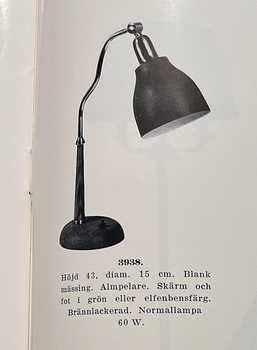 3938.
Höjd 43, diam. 15 cm. Blank
mässing. Almpelare. Skärm och
fot i grön eller elfenbensfärg.
Brännlackerad. Normallampa
60 W.